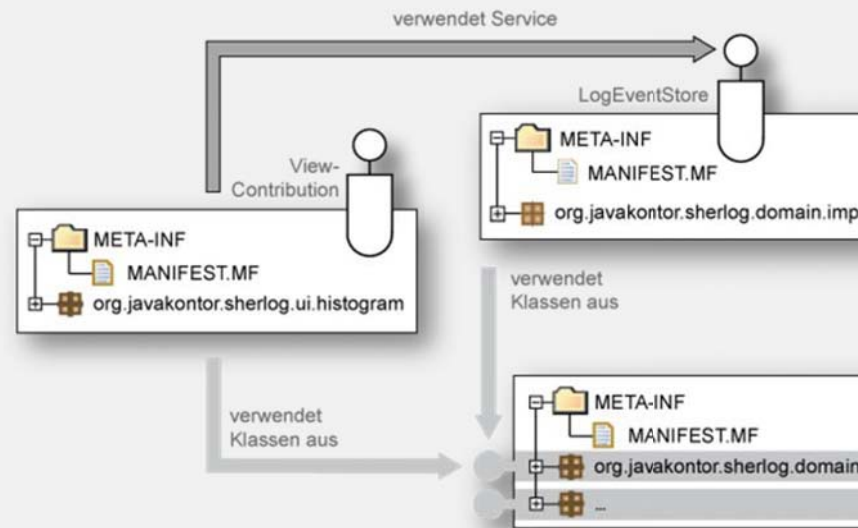 verwendet Service
LogEventStore
META-INF
MANIFEST.MF
org.javakontor.sherlog.domain.imp
View-
Contribution
META-INF
MANIFEST.MF
org.javakontor.sherlog.ui.histogram
verwendet
Klassen aus
verwendet
Klassen aus
META-INF
MANIFEST.MF
org.javakontor.sherlog.domain
...